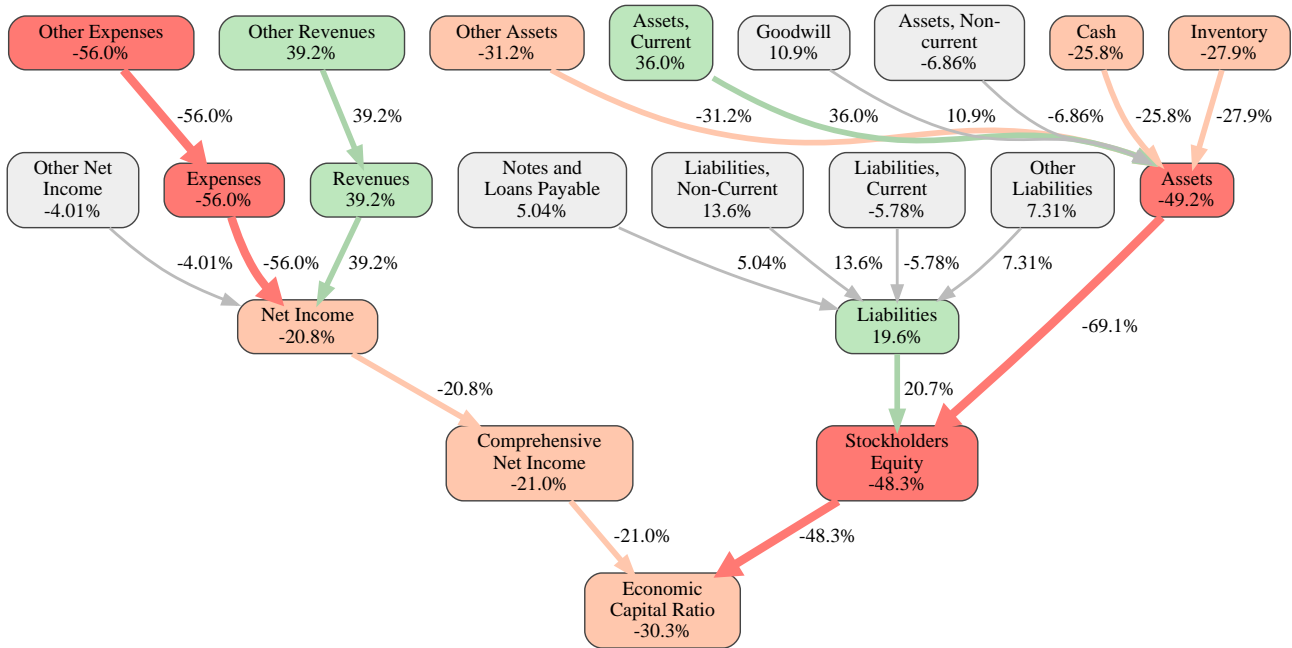 Other Expenses
-56.0%
Other Revenues
39.2%
Other Assets
-31.2%
Assets,
Current
36.0%
Goodwill
10.9%
Assets, Non-
current
-6.86%
Cash
-25.8%
Inventory
-27.9%
-56.0%
39.2%
-31.2%
36.0%
10.9%
-6.86%
-25.8%
-27.9%
Other Net
Income
-4.01%
Expenses
-56.0%
Revenues
39.2%
Notes and
Loans Payable
5.04%
Liabilities,
Non-Current
13.6%
Liabilities,
Current
-5.78%
Other
Liabilities
7.31%
Assets
-49.2%
-4.01%
-56.0%
39.2%
5.04%
13.6%
-5.78%
7.31%
-69.1%
Net Income
-20.8%
Liabilities
19.6%
-20.8%
20.7%
Comprehensive
Net Income
-21.0%
Stockholders
Equity
-48.3%
-21.0%
-48.3%
Economic
Capital Ratio
-30.3%